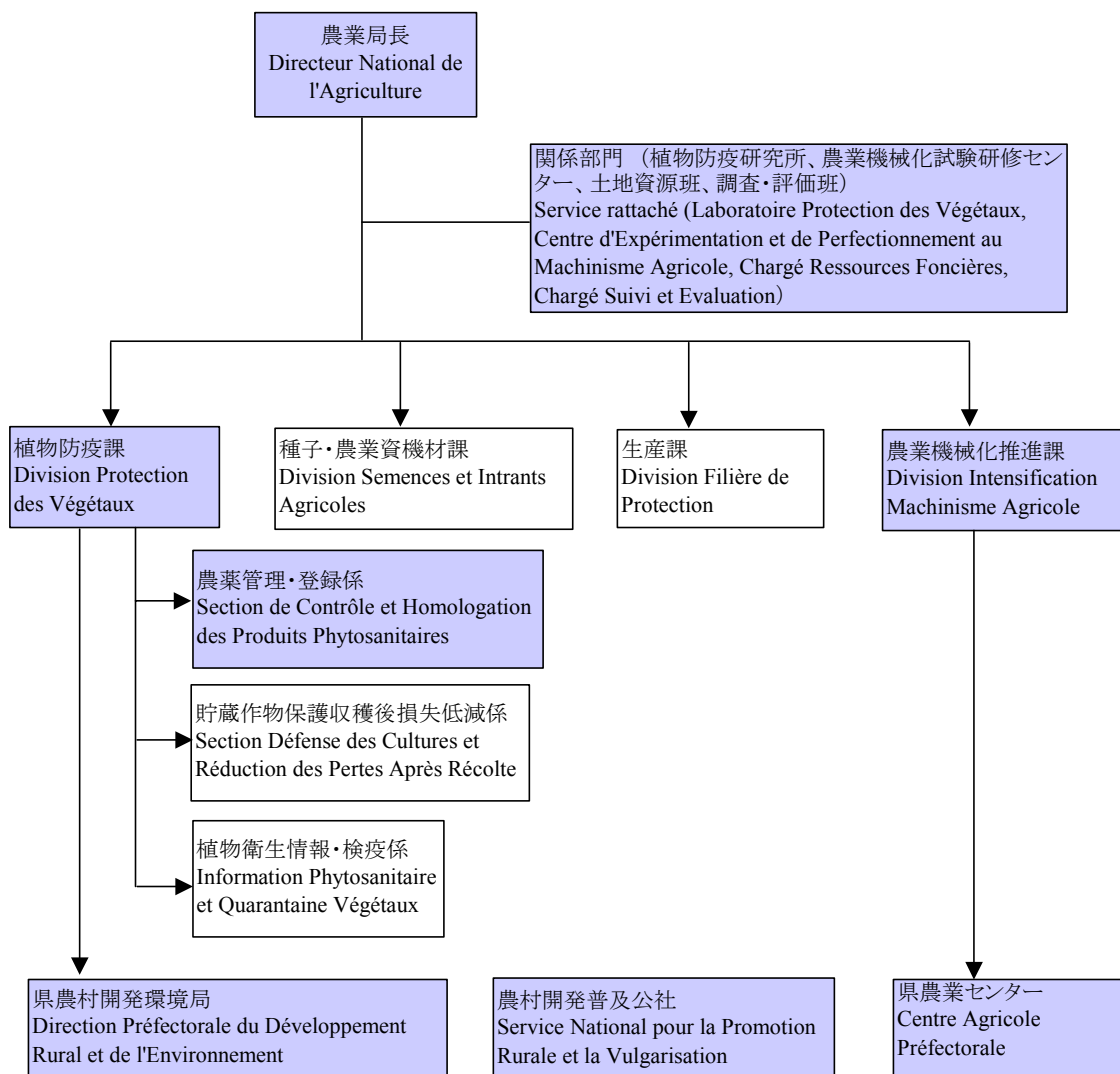 農業局長
Directeur National de
l'Agriculture
関係部門 （植物防疫研究所、農業機械化試験研修セン
ター、土地資源班、調査・評価班）
Service rattaché (Laboratoire Protection des Végétaux,
Centre d'Expérimentation et de Perfectionnement au
Machinisme Agricole, Chargé Ressources Foncières,
Chargé Suivi et Evaluation）
植物防疫課
Division Protection
des Végétaux
種子・農業資機材課
Division Semences et Intrants
Agricoles
生産課
Division Filière de
Protection
農業機械化推進課
Division Intensification
Machinisme Agricole
農薬管理・登録係
Section de Contrôle et Homologation
des Produits Phytosanitaires
貯蔵作物保護収穫後損失低減係
Section Défense des Cultures et
Réduction des Pertes Après Récolte
植物衛生情報・検疫係
Information Phytosanitaire
et Quarantaine Végétaux
県農村開発環境局
Direction Préfectorale du Développement
Rural et de l'Environnement
農村開発普及公社
Service National pour la Promotion
Rurale et la Vulgarisation
県農業センター
Centre Agricole
Préfectorale